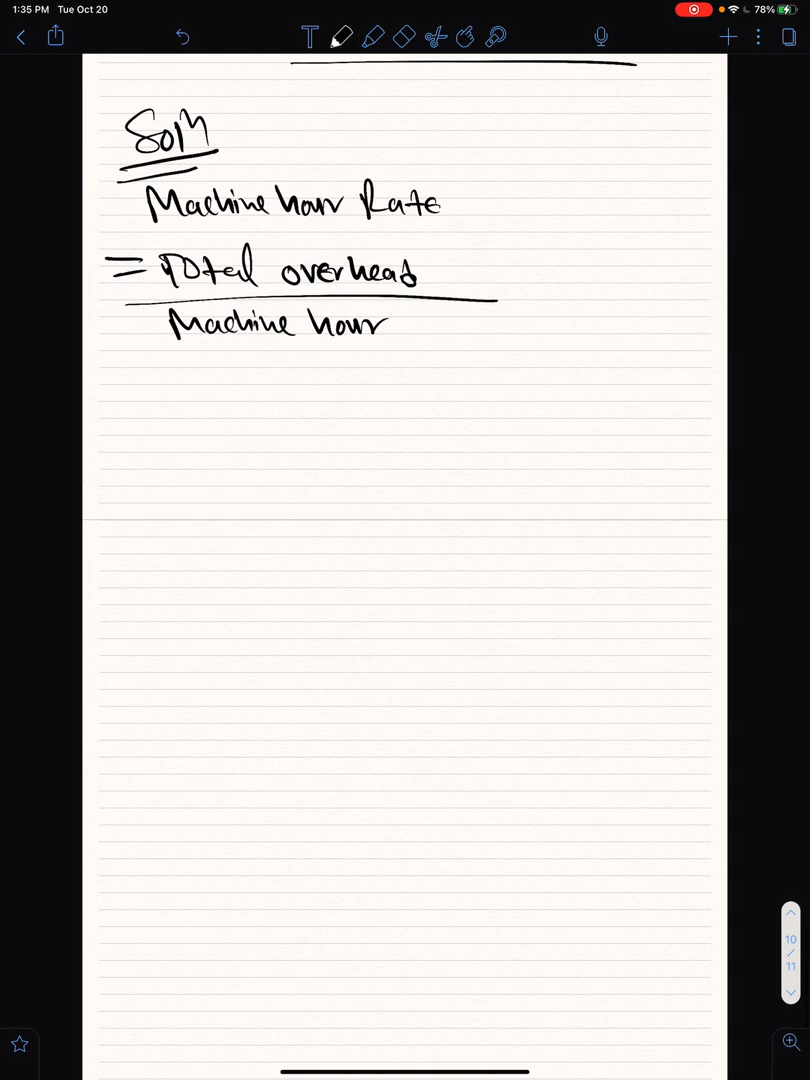 1:35 PM Tue Oct 20
78%
T
Soln
Machine hour Rate
= Total overhead
Machine hour
10
/
11